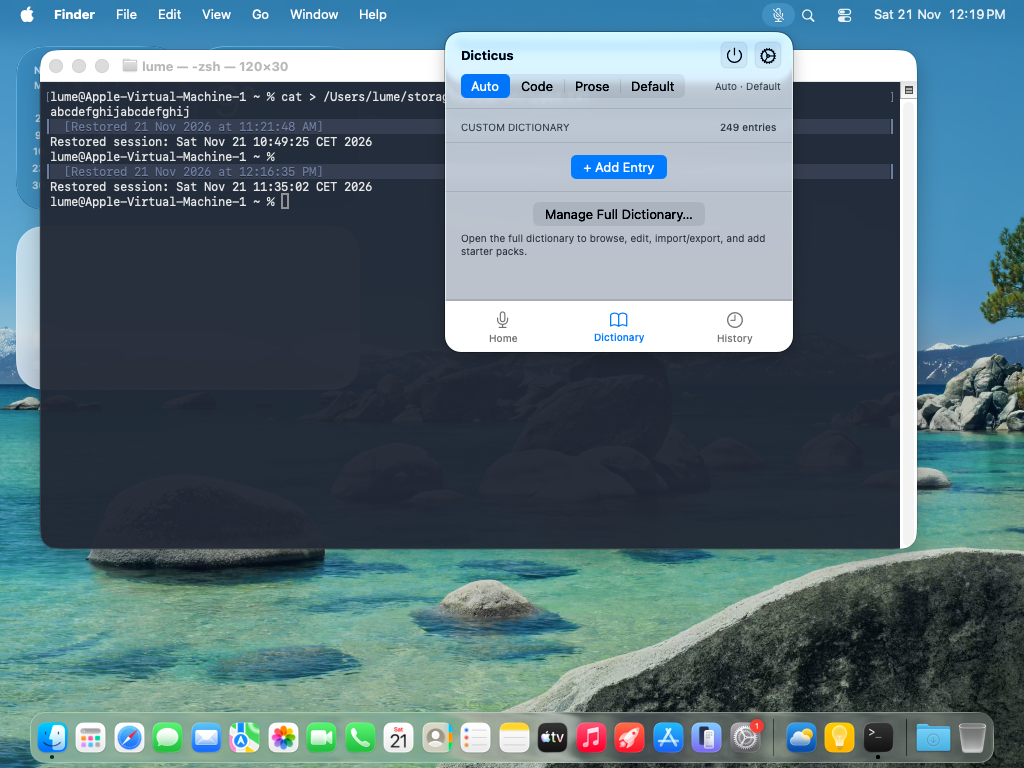 Finder File Edit View Go Window Help
Sat 21 Nov 12:19 PM
lume — -zsh — 120×30
lume@Apple-Virtual-Machine-1 ~ % cat > /Users/lume/storag
abcdefghijabcdefghij
[Restored 21 Nov 2026 at 11:21:48 AM]
Restored session: Sat Nov 21 10:49:25 CET 2026
lume@Apple-Virtual-Machine-1 ~ %
[Restored 21 Nov 2026 at 12:16:35 PM]
Restored session: Sat Nov 21 11:35:02 CET 2026
lume@Apple-Virtual-Machine-1 ~ %
Dicticus
Auto Code Prose Default
Auto · Default
CUSTOM DICTIONARY
249 entries
+ Add Entry
Manage Full Dictionary...
Open the full dictionary to browse, edit, import/export, and add
starter packs.
Home Dictionary History
Sat
21
tv
1
>_